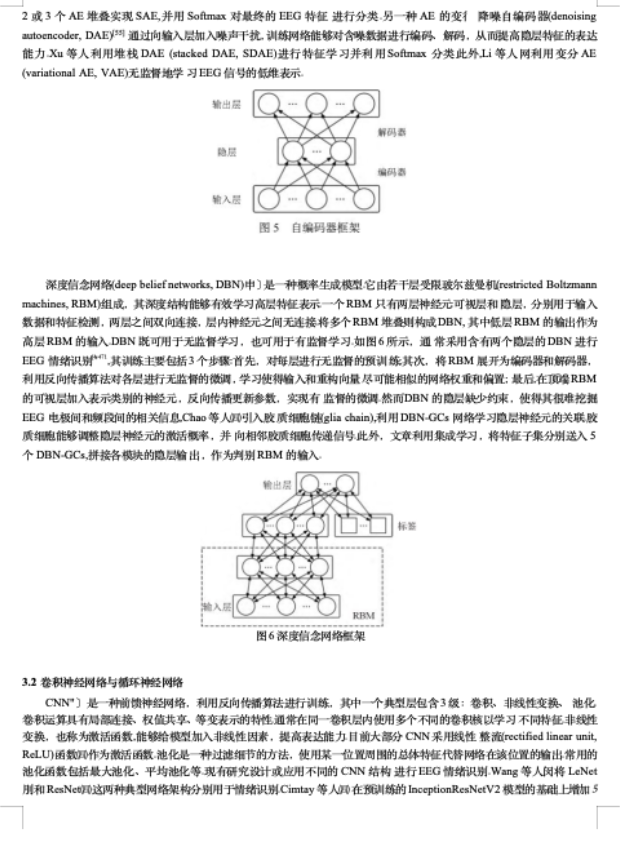 2 或 3 个 AE 堆叠实现 SAE,并用 Softmax 对最终的 EEG 特征 进行分类.另一种 AE 的变 降噪自编码器(denoising
autoencoder, DAE)[55] 通过向输入层加入噪声干扰,训练网络能够对含噪数据进行编码、解码，从而提高隐层特征的表达
能力.Xu 等人利用堆栈 DAE (stacked DAE, SDAE)进行特征学习并利用 Softmax 分类此外,Li 等人网利用变分 AE
(variational AE, VAE)无监督地学 习 EEG 信号的低维表示.
输出层
解码器
隐层
编码器
输入层
图 5 自编码器框架
深度信念网络(deep belief networks, DBN)申〕是一种概率生成模型.它由若干层受限玻尔兹曼机(restricted Boltzmann
machines, RBM)组成，其深度结构能够有效学习高层特征表示.一个 RBM 只有两层神经元:可视层和隐层，分别用于输入
数据和特征检测，两层之间双向连接，层内神经元之间无连接.将多个 RBM 堆叠则构成 DBN, 其中低层 RBM 的输出作为
高层 RBM 的输入.DBN 既可用于无监督学习，也可用于有监督学习.如图 6 所示，通 常采用含有两个隐层的 DBN 进行
EEG 情绪识别 ,其训练主要包括 3 个步骤:首先，对每层进行无监督的预训练;其次，将 RBM 展开为编码器和解码器，
利用反向传播算法对各层进行无监督的微调，学习使得输入和重构向量尽可能相似的网络权重和偏置; 最后,在顶端 RBM
的可视层加入表示类别的神经元，反向传播更新参数，实现有 监督的微调.然而DBN 的隐层缺少约束，使得其很难挖掘
EEG 电极间和频段间的相关信息.Chao 等人 引入胶质细胞链(glia chain),利用 DBN-GCs 网络学习隐层神经元的关联.胶
质细胞能够调整隐层神经元的激活概率，并 向相邻胶质细胞传递信号.此外，文章利用集成学习，将特征子集分别送入 5
个 DBN-GCs,拼接各模块的隐层输出，作为判别 RBM 的输入.
输出层
标签
输入层
RBM
图6 深度信念网络框架
3.2 卷积神经网络与循环神经网络
CNN"〕是一种前馈神经网络，利用反向传播算法进行训练，其中一个典型层包含 3 级：卷积、非线性变换、 池化.
卷积运算具有局部连接、权值共享、等变表示的特性.通常在同一卷积层内使用多个不同的卷积核以学习 不同特征.非线性
变换，也称为激活函数,能够给模型加入非线性因素，提高表达能力.目前大部分 CNN 采用线性 整流(rectified linear unit,
ReLU)函数 作为激活函数.池化是一种过滤细节的方法，使用某一位置周围的总体特征代替网络在该位置的输出.常用的
池化函数包括最大池化、平均池化等.现有研究设计或应用不同的 CNN 结构 进行 EEG 情绪识别.Wang 等人闵将 LeNet
和 ResNet 这两种典型网络架构分别用于情绪识别.Cimtay 等人 在预训练的 InceptionResNetV2 模型的基础上增加 5